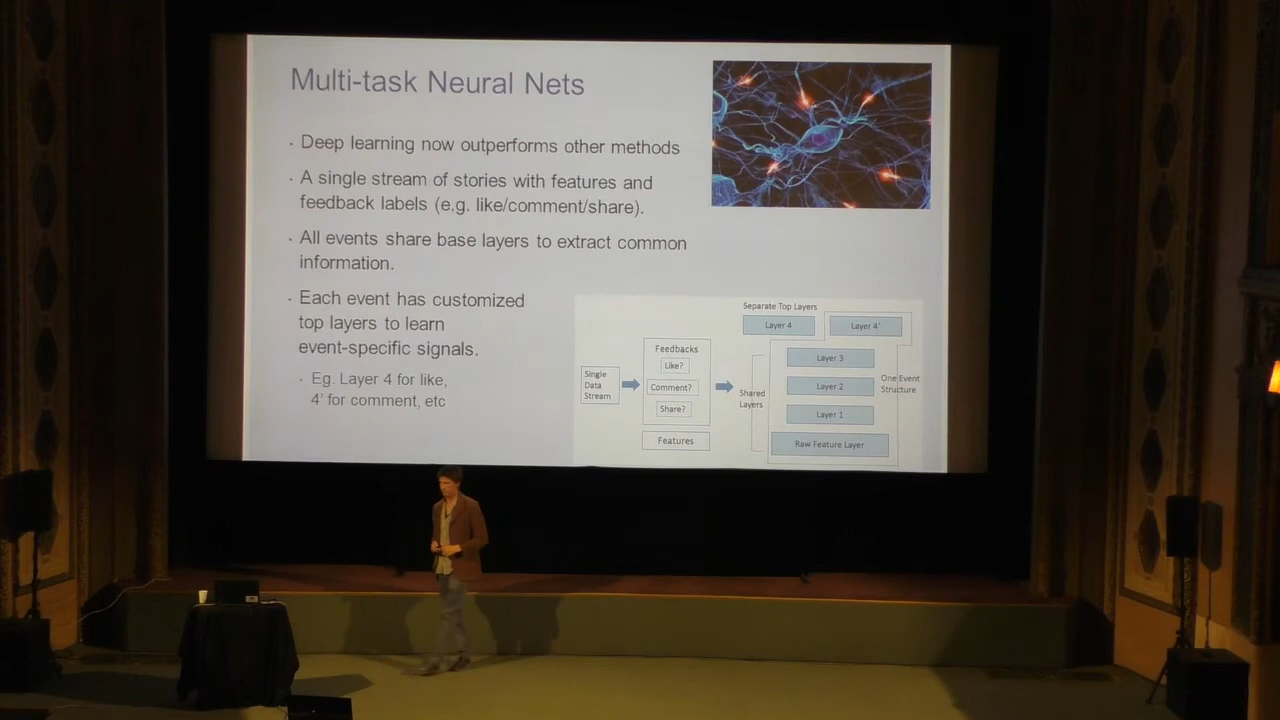 Multi-task Neural Nets
· Deep learning now outperforms other methods
· A single stream of stories with features and
feedback labels (e.g. like/comment/share).
· All events share base layers to extract common
information.
· Each event has customized
top layers to learn
event-specific signals.
· Eg. Layer 4 for like,
4' for comment, etc
Single
Data
Stream
Feedbacks
Like?
Comment?
Share?
Features
Separate Top Layers
Layer 4
Layer 4'
Shared
Layers
Layer 3
Layer 2
Layer 1
Raw Feature Layer
One Event
Structure